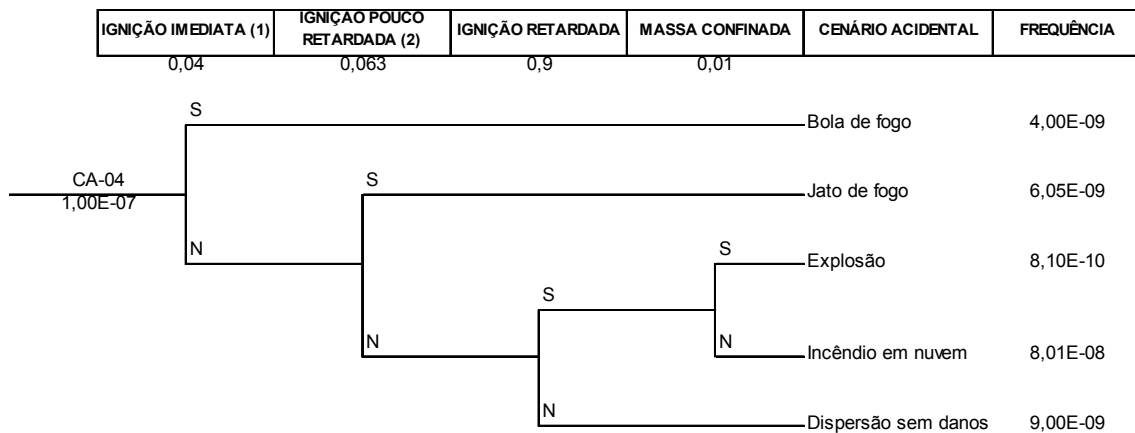 IGNIÇÃO IMEDIATA (1) IGNIÇÃO POUCO RETARDADA (2) IGNIÇÃO RETARDADA MASSA CONFINADA CENÁRIO ACIDENTAL FREQUÊNCIA
0,04 0,063 0,9 0,01
S
Bola de fogo 4,00E-09
CA-04
1,00E-07
S
Jato de fogo 6,05E-09
N
S
Explosão 8,10E-10
S
N
N
Incêndio em nuvem 8,01E-08
N
Dispersão sem danos 9,00E-09